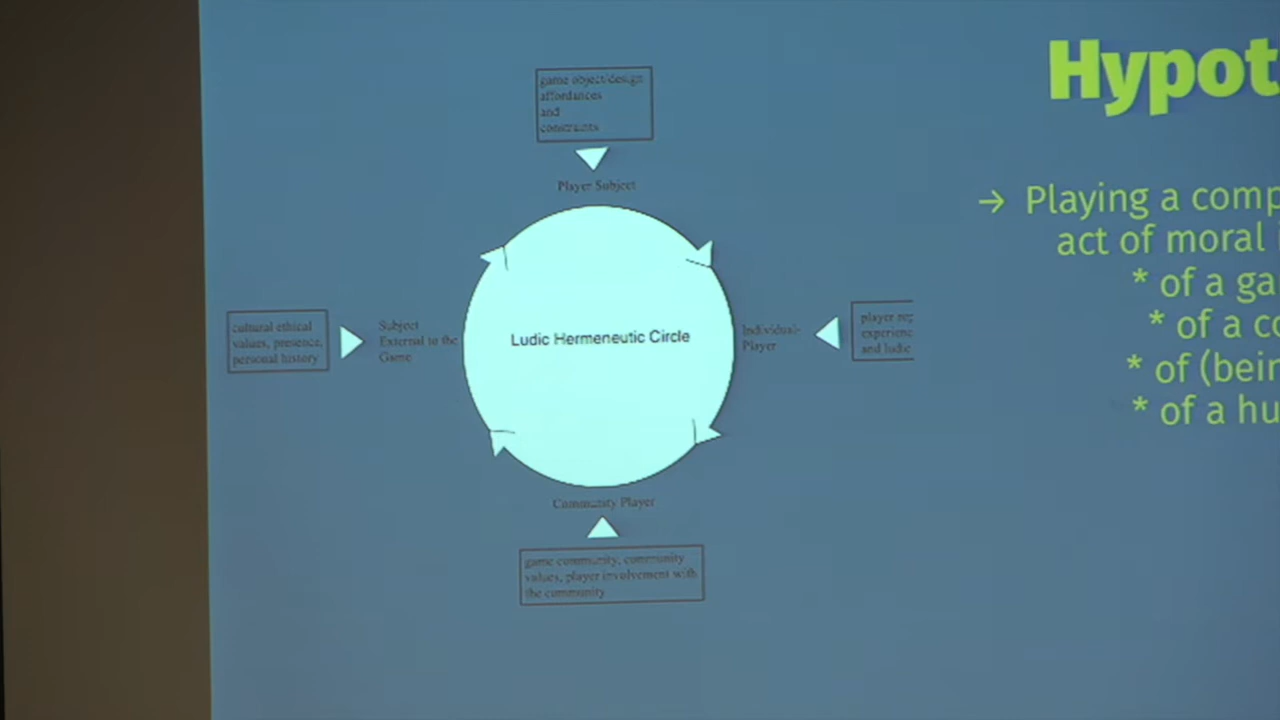 game object/design
affordances
and
constraints
Player Subject
Ludic Hermeneutic Circle
cultural ethical
values, presence,
personal history
Subject
External to the
Game
Individual-
Player
player rep
experienc
and ludic
Community Player
game community, community
values, player involvement with
the community
Hypot
→ Playing a comp
act of moral i
* of a ga
* of a co
* of (bein
* of a hu